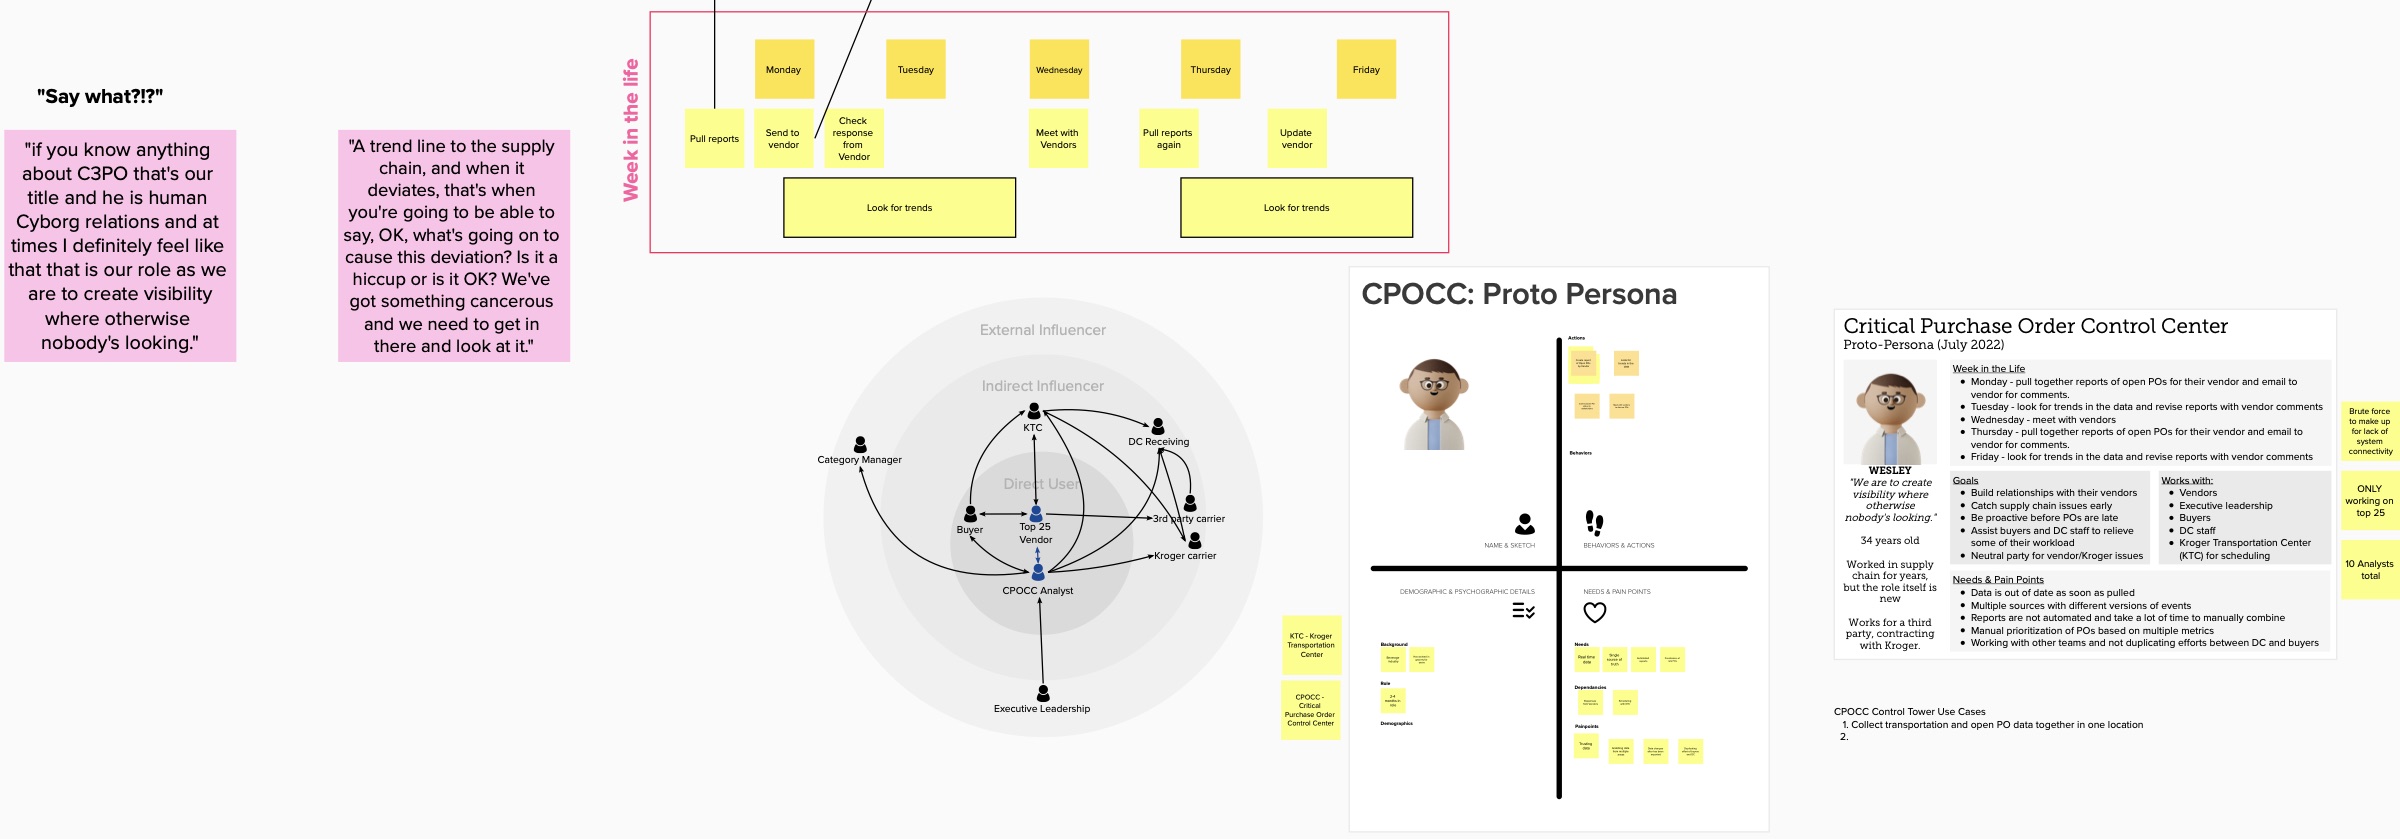 "Say what?!?"
"if you know anything
about C3PO that's our
title and he is human
Cyborg relations and at
times I definitely feel like
that that is our role as we
are to create visibility
where otherwise
nobody's looking."
"A trend line to the supply
chain, and when it
deviates, that's when
you're going to be able to
say, OK, what's going on to
cause this deviation? Is it a
hiccup or is it OK? We've
got something cancerous
and we need to get in
there and look at it."
Week in the life
Monday
Tuesday
Wednesday
Thursday
Friday
Pull reports
Send to
vendor
Check
response
from
Vendor
Meet with
Vendors
Pull reports
again
Update
vendor
Look for trends
Look for trends
External Influencer
Indirect Influencer
Direct User
KTC
DC Receiving
Category Manager
Buyer
Top 25
Vendor
3rd party carrier
Kroger carrier
CPOCC Analyst
Executive Leadership
KTC - Kroger
Transportation
Center
CPOCC -
Critical
Purchase Order
Control Center
CPOCC: Proto Persona
Actions
Behaviors
NAME & SKETCH
BEHAVIORS & ACTIONS
DEMOGRAPHIC & PSYCHOGRAPHIC DETAILS
NEEDS & PAIN POINTS
Background
Beverage
industry
Role
Demographics
Needs
Real time
data
Single
source of
truth
Dependancies
Painpoints
Trusting
data
Critical Purchase Order Control Center
Proto-Persona (July 2022)
WESLEY
"We are to create
visibility where
otherwise
nobody's looking."
34 years old
Worked in supply
chain for years,
but the role itself is
new
Works for a third
party, contracting
with Kroger.
Week in the Life
Monday - pull together reports of open POs for their vendor and email to
vendor for comments.
Tuesday - look for trends in the data and revise reports with vendor comments
Wednesday - meet with vendors
Thursday - pull together reports of open POs for their vendor and email to
vendor for comments.
Friday - look for trends in the data and revise reports with vendor comments
Goals
Build relationships with their vendors
Catch supply chain issues early
Be proactive before POs are late
Assist buyers and DC staff to relieve
some of their workload
Neutral party for vendor/Kroger issues
Works with:
Vendors
Executive leadership
Buyers
DC staff
Kroger Transportation Center
(KTC) for scheduling
Needs & Pain Points
Data is out of date as soon as pulled
Multiple sources with different versions of events
Reports are not automated and take a lot of time to manually combine
Manual prioritization of POs based on multiple metrics
Working with other teams and not duplicating efforts between DC and buyers
Brute force
to make up
for lack of
system
connectivity
ONLY
working on
top 25
10 Analysts
total
CPOCC Control Tower Use Cases
1. Collect transportation and open PO data together in one location
2.